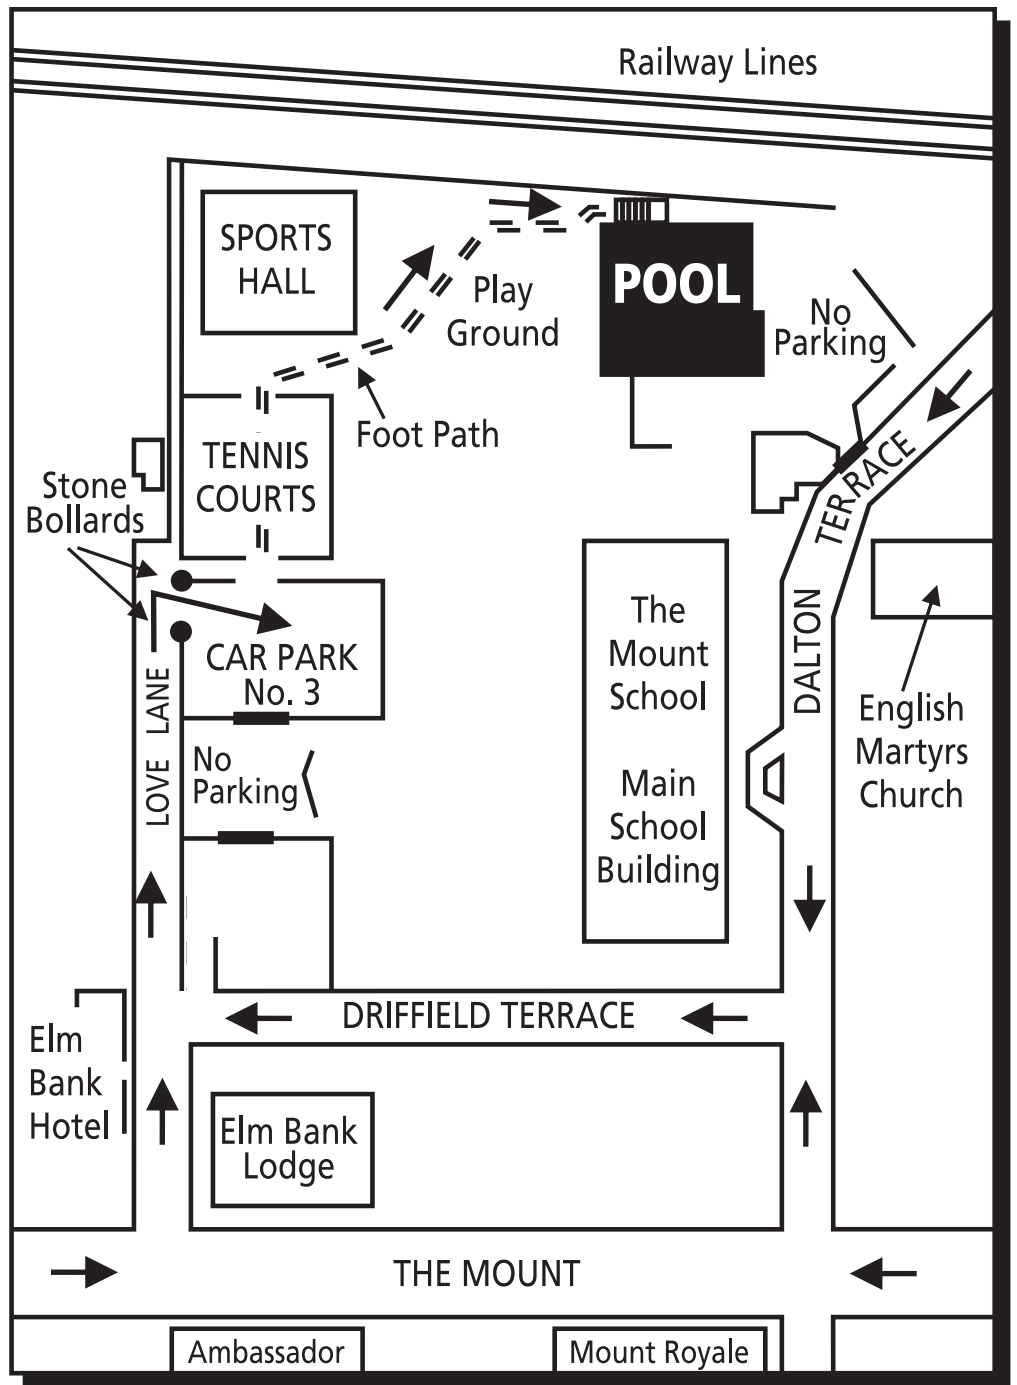 Railway Lines
SPORTS
HALL
POOL
Play
Ground
No
Parking
Foot Path
TENNIS
COURTS
Stone
Bollards
TERRACE
DALTON
The
Mount
School
Main
School
Building
CAR PARK
No. 3
English
Martyrs
Church
LOVE LANE
No
Parking
DRIFFIELD TERRACE
Elm
Bank
Hotel
Elm Bank
Lodge
THE MOUNT
Ambassador
Mount Royale